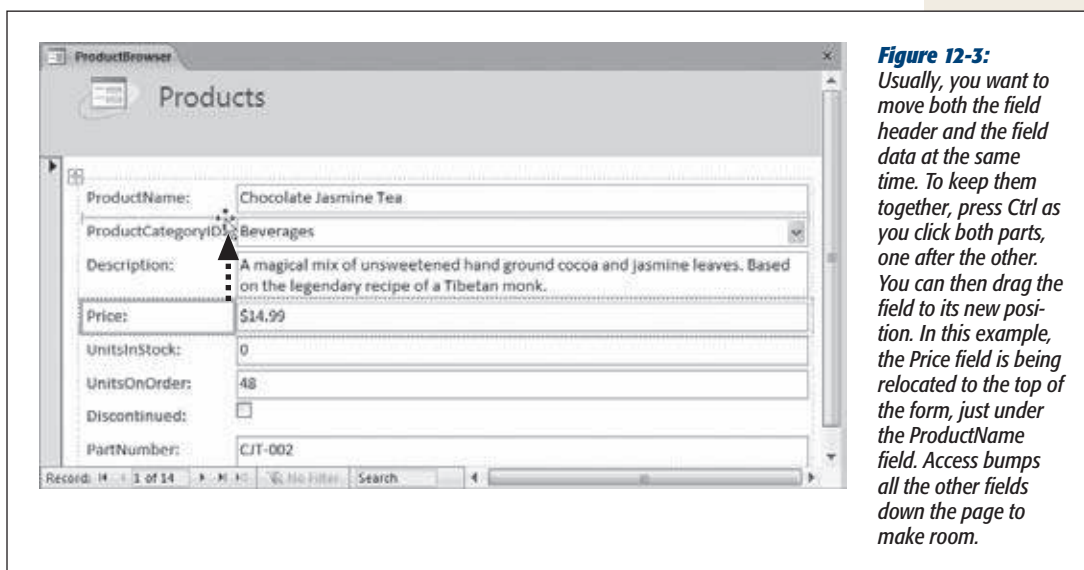 ProductBrowser
Products
ProductName: Chocolate Jasmine Tea
ProductCategoryID: Beverages
Description: A magical mix of unsweetened hand ground cocoa and jasmine leaves. Based
on the legendary recipe of a Tibetan monk.
Price: $14.99
UnitsInStock: 0
UnitsOnOrder: 48
Discontinued:
PartNumber: CJT-002
Record: 1 of 14 No Filter Search
Figure 12-3:
Usually, you want to
move both the field
header and the field
data at the same
time. To keep them
together, press Ctrl as
you click both parts,
one after the other.
You can then drag the
field to its new posi-
tion. In this example,
the Price field is being
relocated to the top of
the form, just under
the ProductName
field. Access bumps
all the other fields
down the page to
make room.